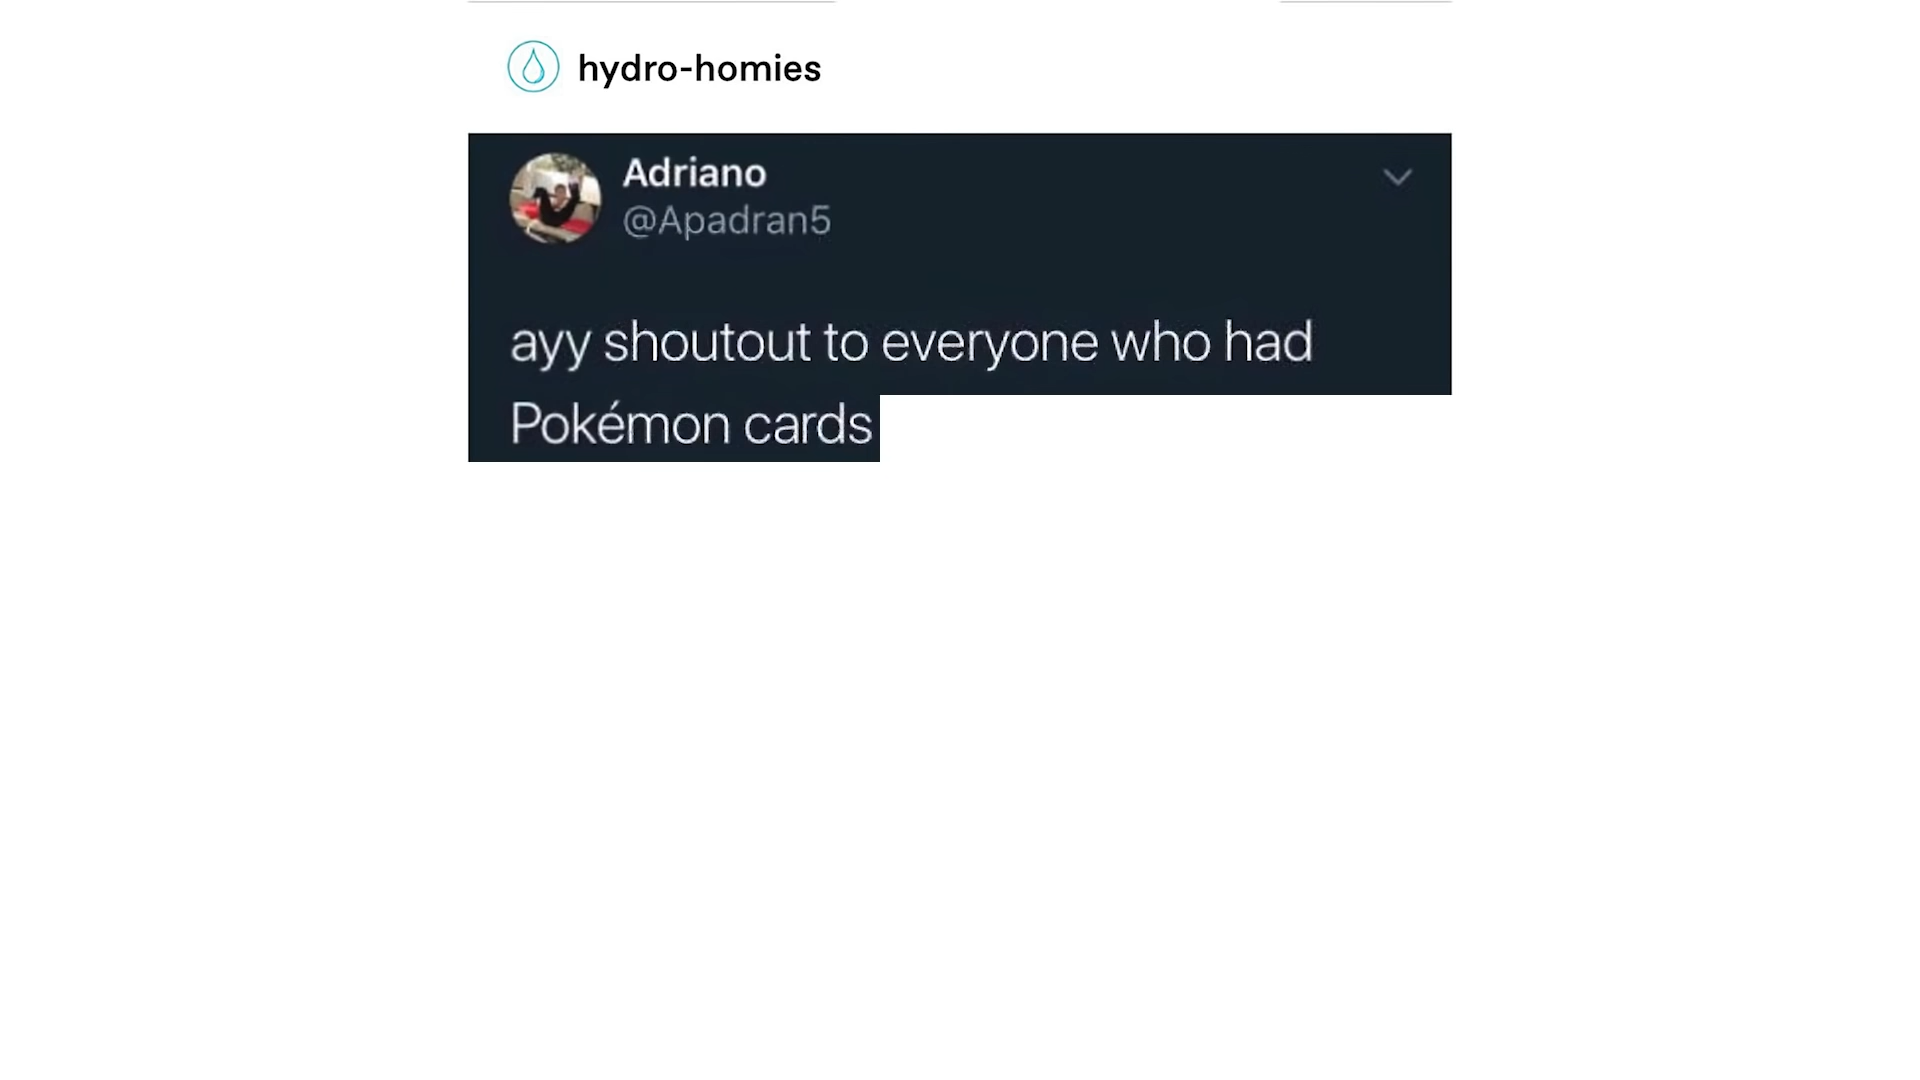 hydro-homies
Adriano
@Apadran5
ayy shoutout to everyone who had
Pokémon cards